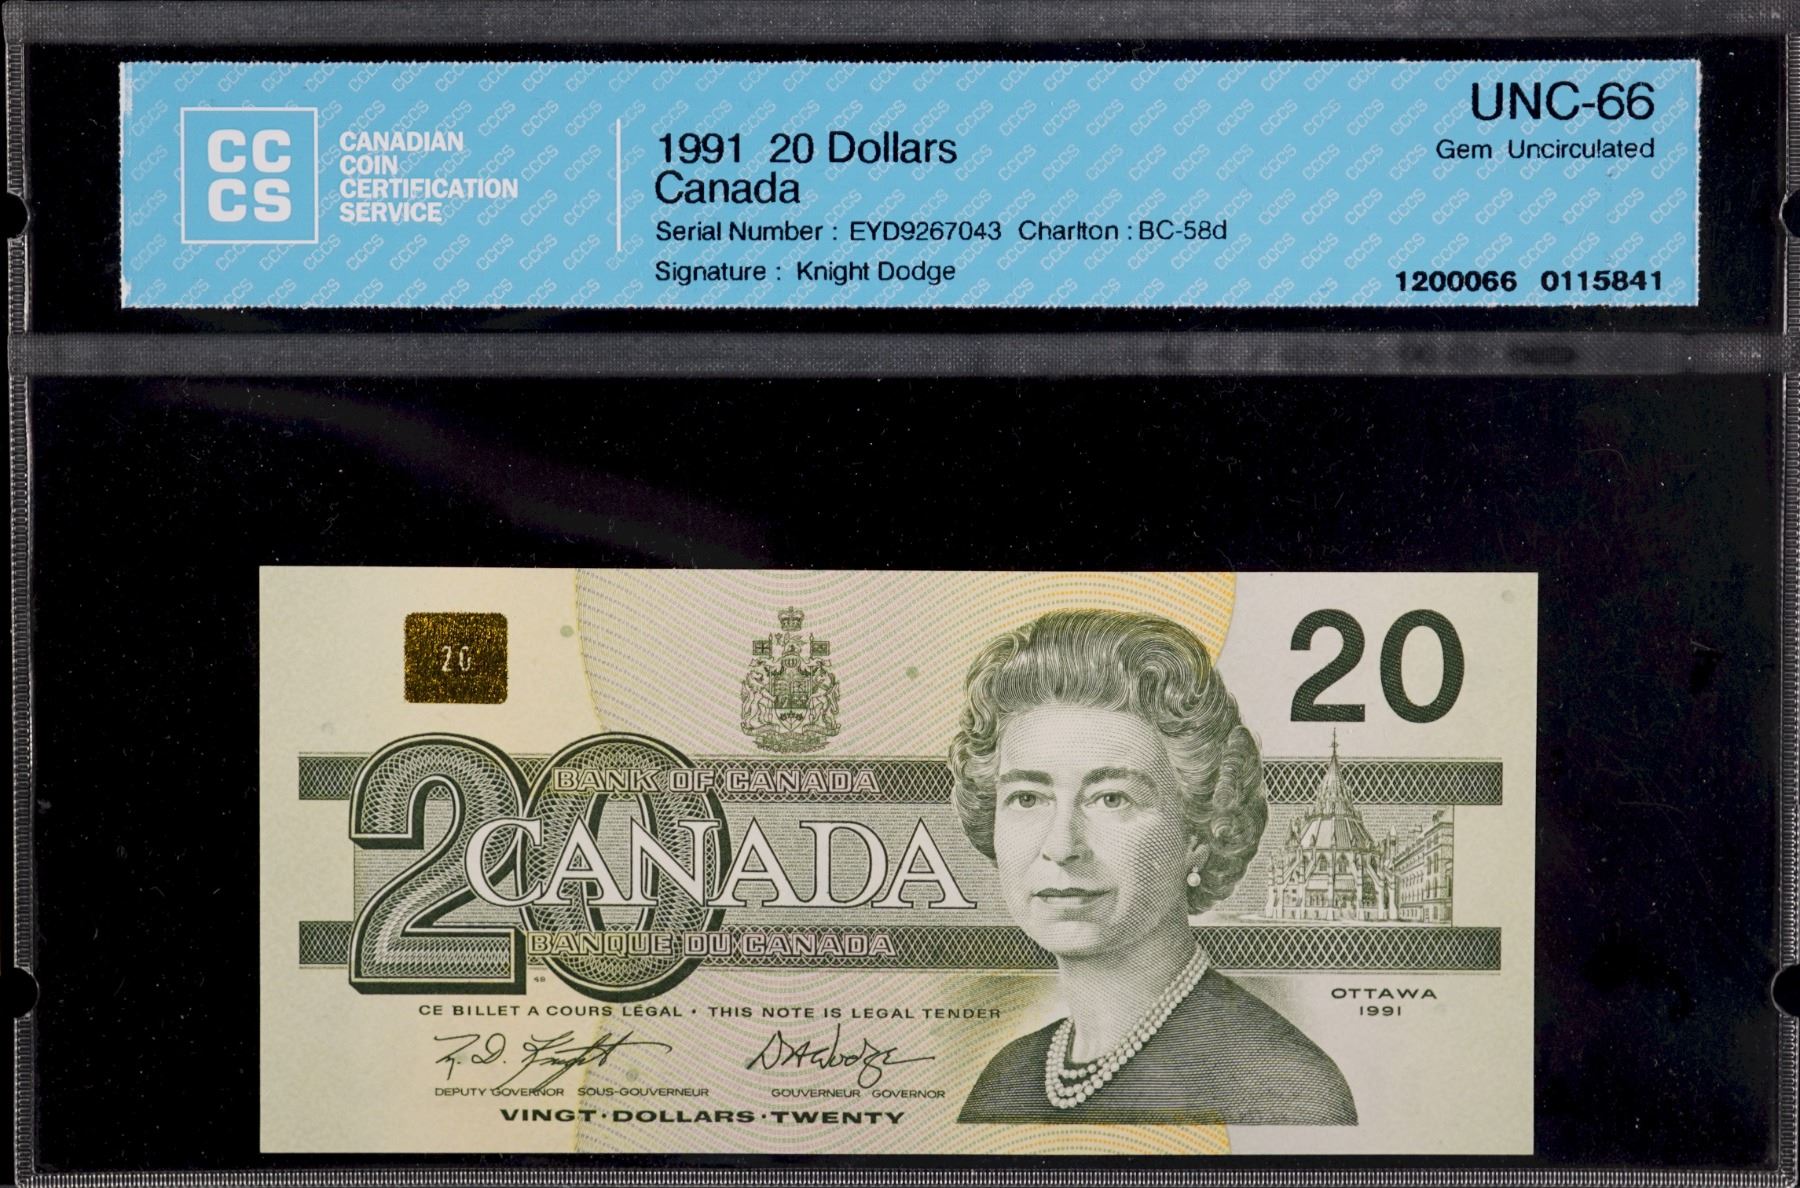 CC
CS
CANADIAN
COIN
CERTIFICATION
SERVICE
1991 20 Dollars
Canada
Serial Number : EYD9267043 Charlton : BC-58d
Signature : Knight Dodge
UNC-66
Gem Uncirculated
1200066 0115841
20
20
20
BANK OF CANADA
CANADA
BANQUE DU CANADA
OTTAWA
1991
CE BILLET A COURS LÉGAL • THIS NOTE IS LEGAL TENDER
DEPUTY GOVERNOR SOUS-GOUVERNEUR
GOUVERNEUR GOVERNOR
VINGT·DOLLARS·TWENTY